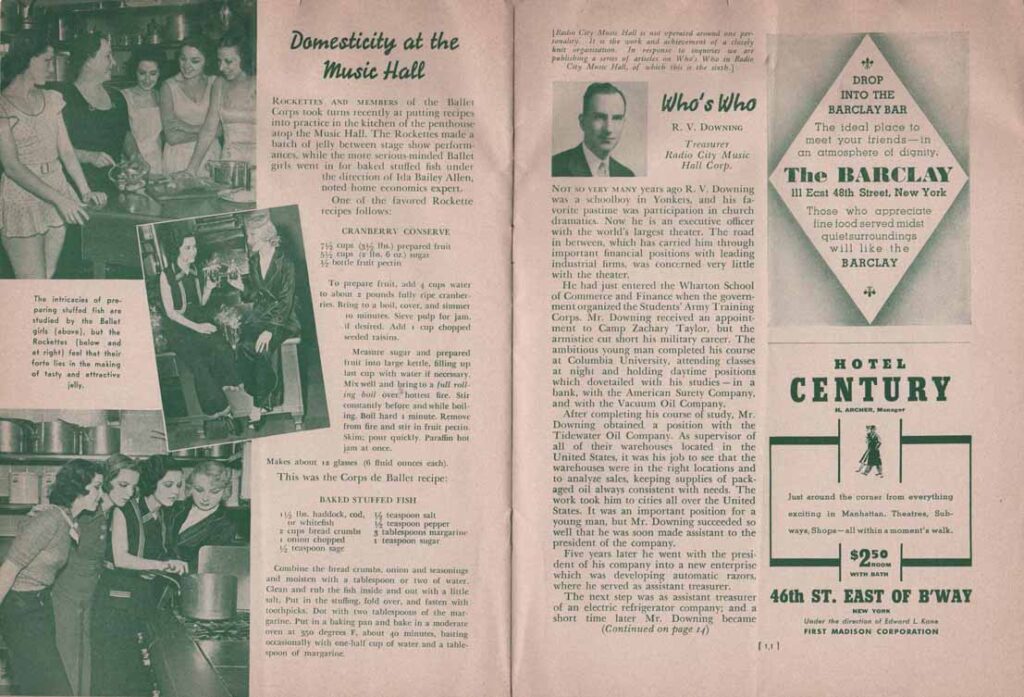 Domesticity at the
Music Hall
ROCKETTES AND MEMBERS of the Ballet
Corps took turns recently at putting recipes
into practice in the kitchen of the penthouse
atop the Music Hall. The Rockettes made a
batch of jelly between stage show perform-
ances, while the more serious-minded Ballet
girls went in for baked stuffed fish under
the direction of Ida Bailey Allen,
noted home economics expert.
One of the favored Rockette
recipes follows:
CRANBERRY CONSERVE
7½ cups (3½ lbs.) prepared fruit
5½ cups (2 lbs. 6 oz.) sugar
½ bottle fruit pectin
To prepare fruit, add 4 cups water
to about 2 pounds fully ripe cranber-
ries. Bring to a boil, cover, and simmer
10 minutes. Sieve pulp for jam,
if desired. Add 1 cup chopped
seeded raisins.
Measure sugar and prepared
fruit into large kettle, filling up
last cup with water if necessary.
Mix well and bring to a full roll-
ing boil over hottest fire. Stir
constantly before and while boil-
ing. Boil hard 1 minute. Remove
from fire and stir in fruit pectin.
Skim; pour quickly. Paraffin hot
jam at once.
Makes about 12 glasses (6 fluid ounces each).
This was the Corps de Ballet recipe:
BAKED STUFFED FISH
1½ lbs. haddock, cod,
or whitefish
2 cups bread crumbs
1 onion chopped
½ teaspoon sage
½ teaspoon salt
½ teaspoon pepper
3 tablespoons margarine
1 teaspoon sugar
Combine the bread crumbs, onion and seasonings
and moisten with a tablespoon or two of water.
Clean and rub the fish inside and out with a little
salt. Put in the stuffing, fold over, and fasten with
toothpicks. Dot with two tablespoons of the mar-
garine. Put in a baking pan and bake in a moderate
oven at 350 degrees F, about 40 minutes, basting
occasionally with one-half cup of water and a table-
spoon of margarine.
The intricacies of pre-
paring stuffed fish are
studied by the Ballet
girls (above), but the
Rockettes (below and
at right) feel that their
forte lies in the making
of tasty and attractive
jelly.
[Radio City Music Hall is not operated around one per-
sonality. It is the work and achievement of a closely
knit organization. In response to inquiries we are
publishing a series of articles on Who's Who in Radio
City Music Hall, of which this is the sixth.]
Who's Who
R. V. DOWNING
Treasurer
Radio City Music
Hall Corp.
NOT SO VERY MANY years ago R. V. Downing
was a schoolboy in Yonkers, and his fa-
vorite pastime was participation in church
dramatics. Now he is an executive officer
with the world's largest theater. The road
in between, which has carried him through
important financial positions with leading
industrial firms, was concerned very little
with the theater.
He had just entered the Wharton School
of Commerce and Finance when the govern-
ment organized the Students' Army Training
Corps. Mr. Downing received an appoint-
ment to Camp Zachary Taylor, but the
armistice cut short his military career. The
ambitious young man completed his course
at Columbia University, attending classes
at night and holding daytime positions
which dovetailed with his studies—in a
bank, with the American Surety Company,
and with the Vacuum Oil Company.
After completing his course of study, Mr.
Downing obtained a position with the
Tidewater Oil Company. As supervisor of
all of their warehouses located in the
United States, it was his job to see that the
warehouses were in the right locations and
to analyze sales, keeping supplies of pack-
aged oil always consistent with needs. The
work took him to cities all over the United
States. It was an important position for a
young man, but Mr. Downing succeeded so
well that he was soon made assistant to the
president of the company.
Five years later he went with the presi-
dent of his company into a new enterprise
which was developing automatic razors,
where he served as assistant treasurer.
The next step was as assistant treasurer
of an electric refrigerator company; and a
short time later Mr. Downing became
(Continued on page 14)
DROP
INTO THE
BARCLAY BAR
The ideal place to
meet your friends—in
an atmosphere of dignity.
The BARCLAY
111 East 48th Street, New York
Those who appreciate
fine food served midst
quiet surroundings
will like the
BARCLAY
HOTEL
CENTURY
H. ARCHER, Manager
Just around the corner from everything
exciting in Manhattan. Theatres, Sub-
ways, Shops—all within a moment's walk.
$2.50
ROOM
WITH BATH
46th ST. EAST OF B'WAY
NEW YORK
Under the direction of Edward L. Kane
FIRST MADISON CORPORATION
[11]